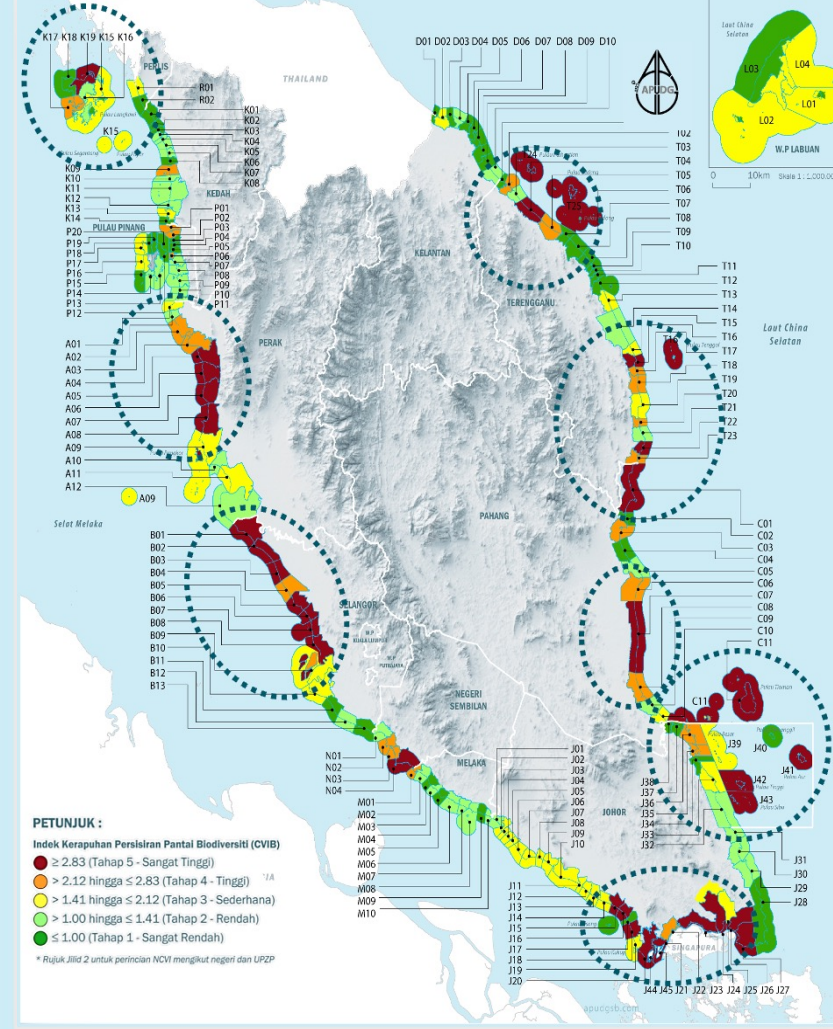 K17 K18 K19 K15 K16
PERLIS
R01
R02
Pulau Langkawi
K15
K01
K02
K03
K04
K05
K06
K07
K08
K09
K10
K11
K12
K13
K14
KEDAH
P20
P19
P18
P17
P16
P15
P14
P13
P12
PULAU PINANG
P01
P02
P03
P04
P05
P06
P07
P08
P09
P10
P11
THAILAND
D01 D02 D03 D04 D05 D06 D07 D08 D09 D10
APUDG
Laut China
Selatan
L03
L04
L01
L02
W.P LABUAN
0 10km Skala 1 : 1,000,00
T02
T03
T04
T05
T06
T07
T08
T09
T10
T11
T12
T13
T14
T15
T16
T17
T18
T19
T20
T21
T22
T23
KELANTAN
TERENGGANU
Laut China
Selatan
PERAK
A01
A02
A03
A04
A05
A06
A07
A08
A09
A10
A11
A12
A09
Selat Melaka
PAHANG
C01
C02
C03
C04
C05
C06
C07
C08
C09
C10
C11
C11
Pulau Tioman
B01
B02
B03
B04
B05
B06
B07
B08
B09
B10
B11
B12
B13
SELANGOR
W.P
KUALA LUMPUR
W.P
PUTRAJAYA
NEGERI
SEMBILAN
MELAKA
N01
N02
N03
N04
M01
M02
M03
M04
M05
M06
M07
M08
M09
M10
J01
J02
J03
J04
J05
J06
J07
J08
J09
J10
JOHOR
J38
J37
J36
J35
J34
J33
J32
J39
J40
J41
Pulau Aur
J42
Pulau Tinggi
J43
J31
J30
J29
J28
J11
J12
J13
J14
J15
J16
J17
J18
J19
J20
J44 J45 J21 J22 J23 J24 J25 J26 J27
SINGAPURA
PETUNJUK :
Indek Kerapuhan Persisiran Pantai Biodiversiti (CVIB)
≥ 2.83 (Tahap 5 - Sangat Tinggi)
> 2.12 hingga ≤ 2.83 (Tahap 4 - Tinggi)
> 1.41 hingga ≤ 2.12 (Tahap 3 - Sederhana)
> 1.00 hingga ≤ 1.41 (Tahap 2 - Rendah)
≤ 1.00 (Tahap 1 - Sangat Rendah)
* Rujuk Jilid 2 untuk perincian NCVI mengikut negeri dan UPZP
apudgsb.com